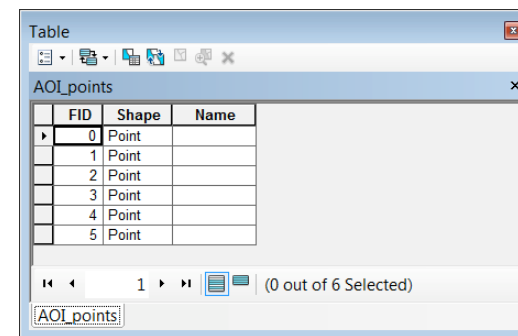 Table
AOI_points
FID Shape Name
0 Point
1 Point
2 Point
3 Point
4 Point
5 Point
1 (0 out of 6 Selected)
AOI_points